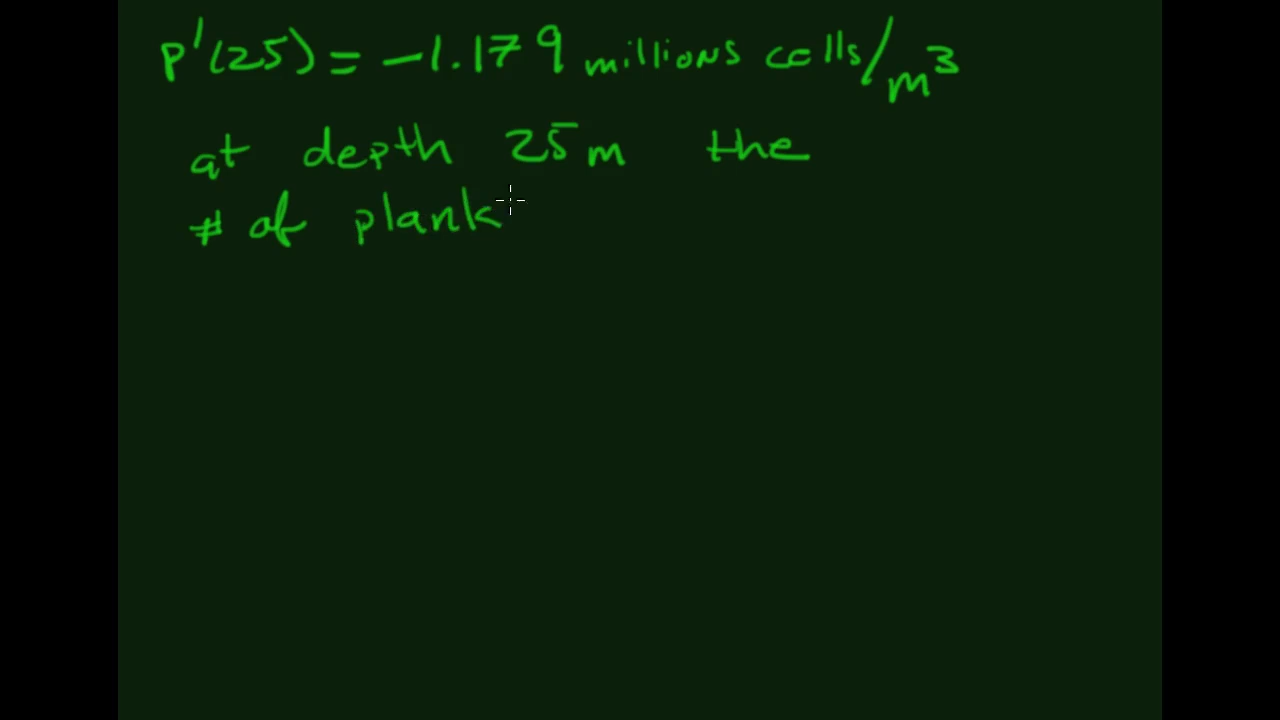 p'(25) = -1.179 millions cells/m³
at depth 25m the
# of plank